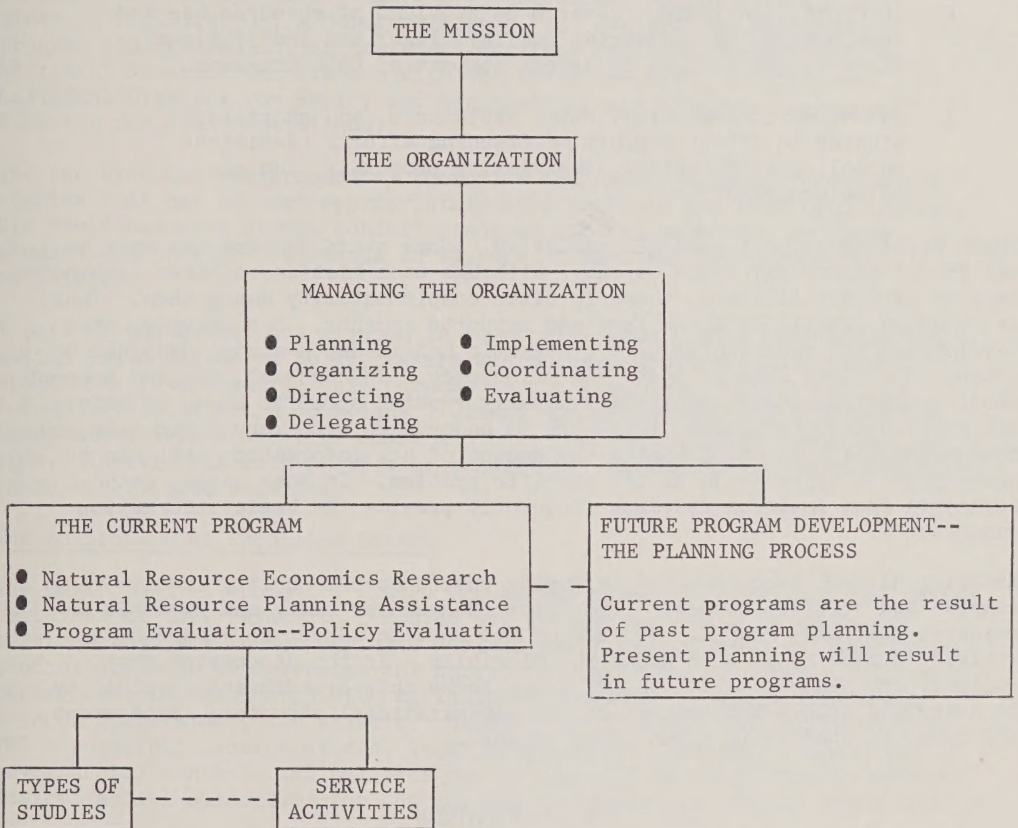 THE MISSION
THE ORGANIZATION
MANAGING THE ORGANIZATION
● Planning
● Organizing
● Directing
● Delegating
● Implementing
● Coordinating
● Evaluating
THE CURRENT PROGRAM
● Natural Resource Economics Research
● Natural Resource Planning Assistance
● Program Evaluation--Policy Evaluation
FUTURE PROGRAM DEVELOPMENT--
THE PLANNING PROCESS
Current programs are the result
of past program planning.
Present planning will result
in future programs.
TYPES OF
STUDIES
SERVICE
ACTIVITIES